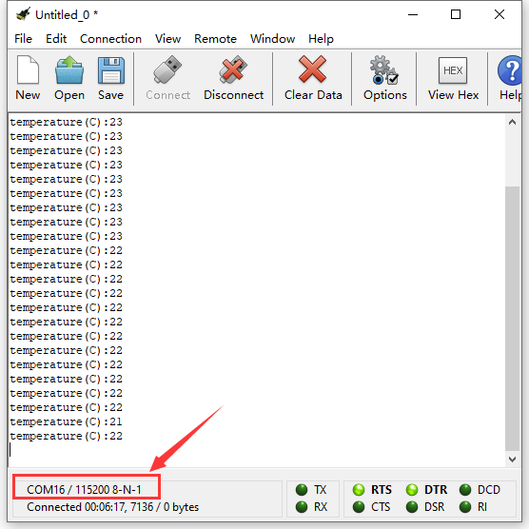 Untitled_0 *
File Edit Connection View Remote Window Help
New Open Save Connect Disconnect Clear Data Options HEX View Hex ? Help
temperature(C):23
temperature(C):23
temperature(C):23
temperature(C):23
temperature(C):23
temperature(C):23
temperature(C):23
temperature(C):23
temperature(C):23
temperature(C):22
temperature(C):22
temperature(C):22
temperature(C):22
temperature(C):22
temperature(C):22
temperature(C):22
temperature(C):22
temperature(C):22
temperature(C):22
temperature(C):22
temperature(C):22
temperature(C):21
temperature(C):22
COM16 / 115200 8-N-1 TX RTS DTR DCD
Connected 00:06:17, 7136 / 0 bytes RX CTS DSR RI